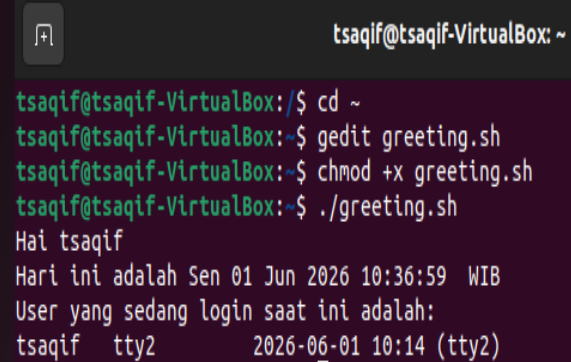 tsaqif@tsaqif-VirtualBox: ~
tsaqif@tsaqif-VirtualBox:/$ cd ~
tsaqif@tsaqif-VirtualBox:~$ gedit greeting.sh
tsaqif@tsaqif-VirtualBox:~$ chmod +x greeting.sh
tsaqif@tsaqif-VirtualBox:~$ ./greeting.sh
Hai tsaqif
Hari ini adalah Sen 01 Jun 2026 10:36:59  WIB
User yang sedang login saat ini adalah:
tsaqif   tty2         2026-06-01 10:14 (tty2)